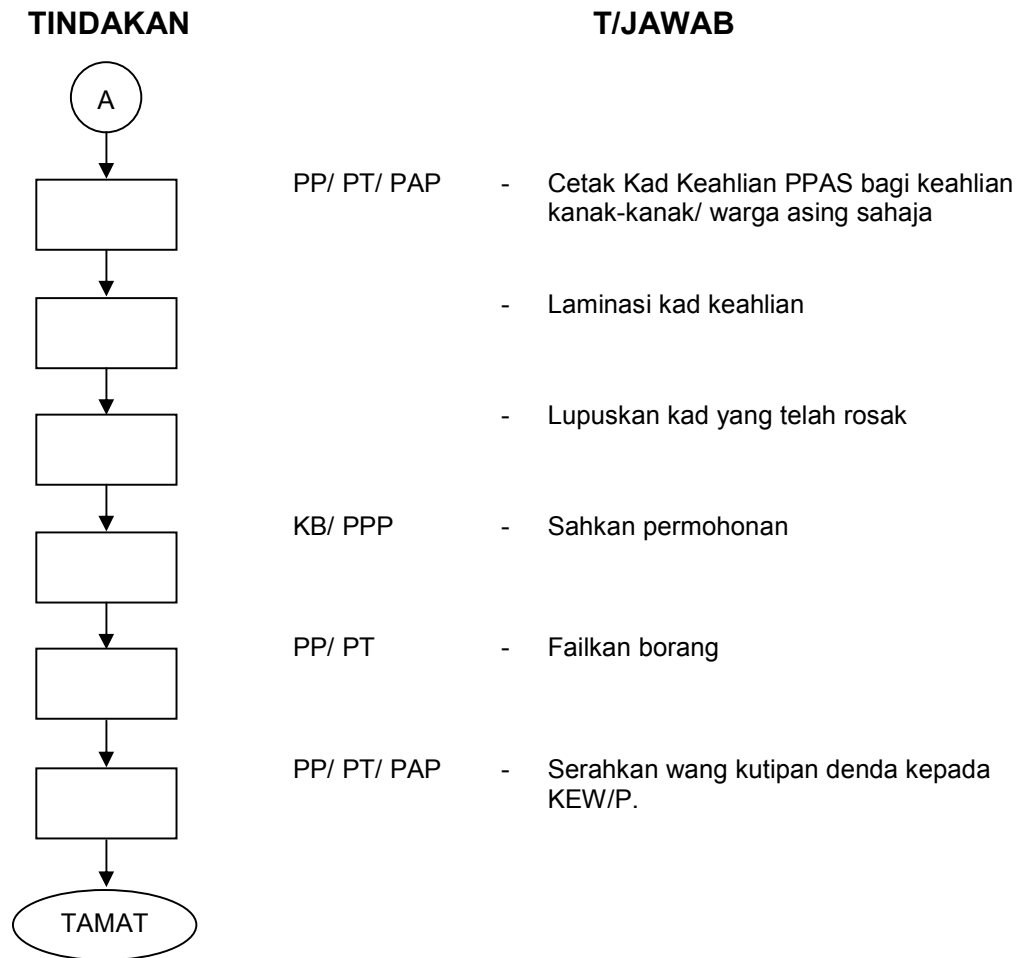 TINDAKAN T/JAWAB
A
PP/ PT/ PAP - Cetak Kad Keahlian PPAS bagi keahlian
kanak-kanak/ warga asing sahaja
- Laminasi kad keahlian
- Lupuskan kad yang telah rosak
KB/ PPP - Sahkan permohonan
PP/ PT - Failkan borang
PP/ PT/ PAP - Serahkan wang kutipan denda kepada
KEW/P.
TAMAT